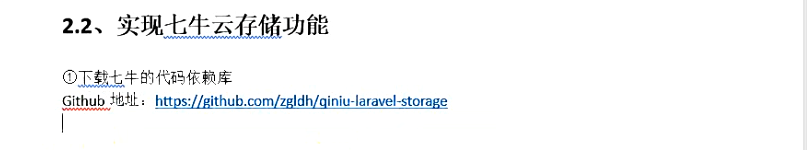 2.2、实现七牛云存储功能
①下载七牛的代码依赖库
Github 地址：https://github.com/zgldh/qiniu-laravel-storage